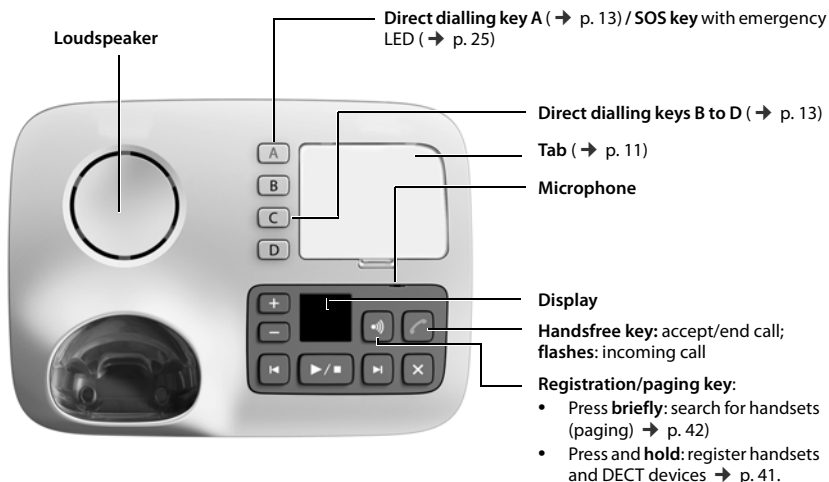 Direct dialling key A ( ➔ p. 13) / SOS key with emergency
LED ( ➔ p. 25)
Loudspeaker
Direct dialling keys B to D ( ➔ p. 13)
Tab ( ➔ p. 11)
Microphone
A
B
C
D
Display
Handsfree key: accept/end call;
flashes: incoming call
Registration/paging key:
• Press briefly: search for handsets
(paging) ➔ p. 42)
• Press and hold: register handsets
and DECT devices ➔ p. 41.